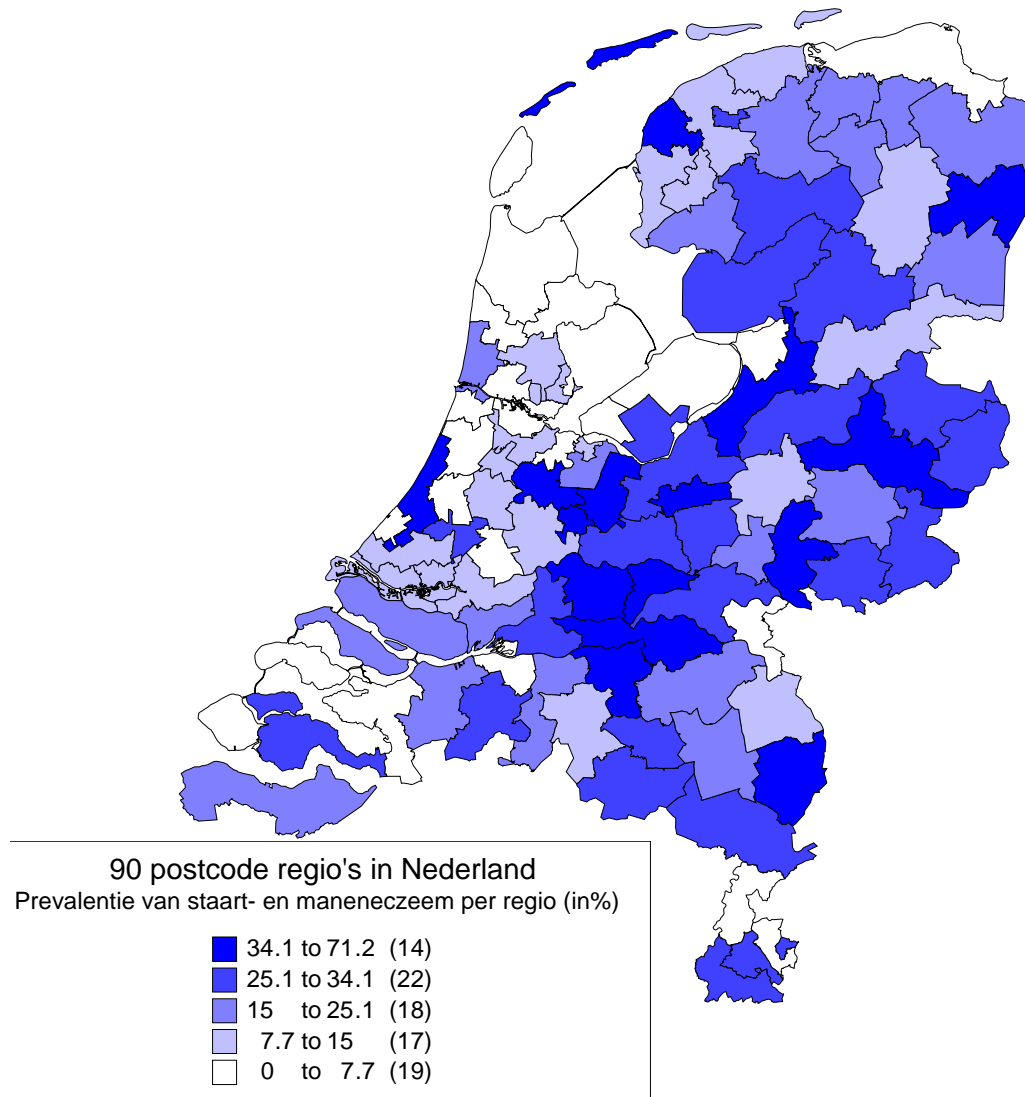 90 postcode regio's in Nederland
Prevalentie van staart- en maneneczeem per regio (in%)
34.1 to 71.2 (14)
25.1 to 34.1 (22)
15 to 25.1 (18)
7.7 to 15 (17)
0 to 7.7 (19)